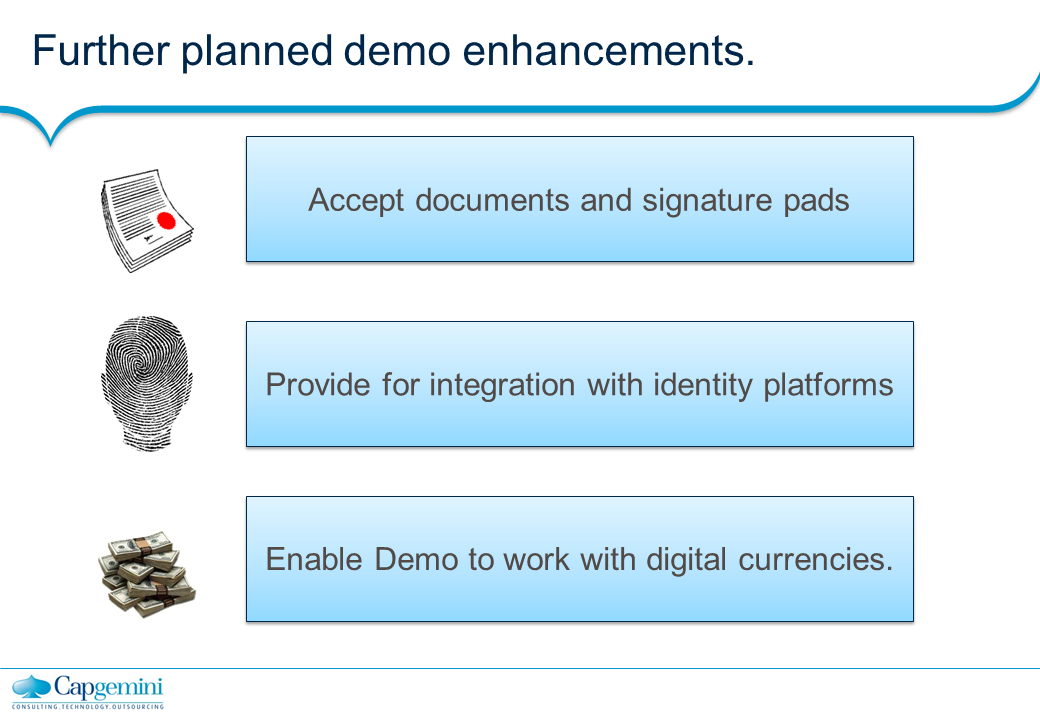 Further planned demo enhancements.
Accept documents and signature pads
Provide for integration with identity platforms
Enable Demo to work with digital currencies.
Capgemini
CONSULTING.TECHNOLOGY.OUTSOURCING